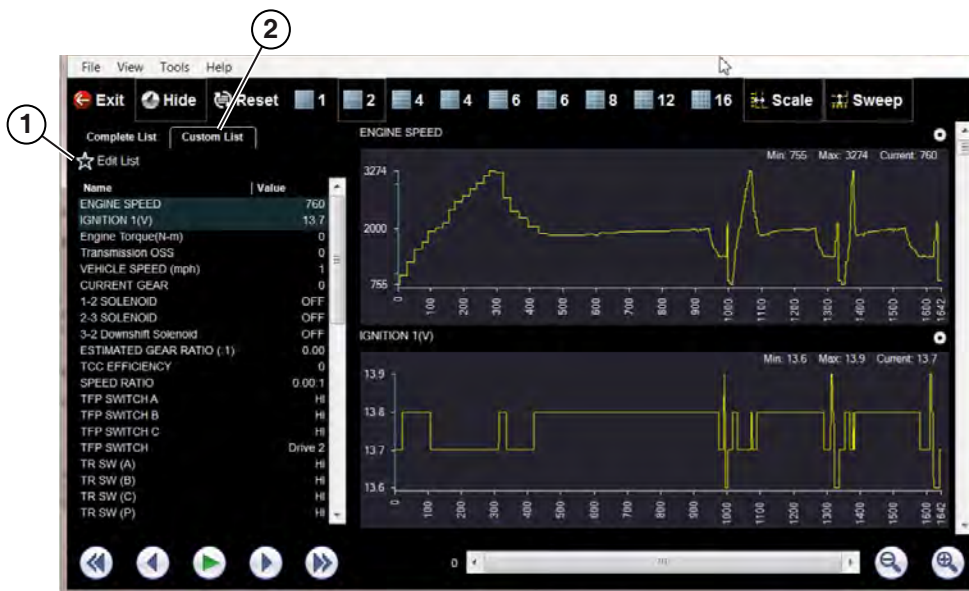 2
File View Tools Help
Exit Hide Reset 1 2 4 4 6 6 8 12 16 Scale Sweep
1
Complete List Custom List
Edit List
Name Value
ENGINE SPEED 760
IGNITION 1(V) 13.7
Engine Torque(N-m) 0
Transmission OSS 0
VEHICLE SPEED (mph) 1
CURRENT GEAR 0
1-2 SOLENOID OFF
2-3 SOLENOID OFF
3-2 Downshift Solenoid OFF
ESTIMATED GEAR RATIO (:1) 0.00
TCC EFFICIENCY 0
SPEED RATIO 0.00:1
TFP SWITCH A HI
TFP SWITCH B HI
TFP SWITCH C HI
TFP SWITCH Drive 2
TR SW (A) HI
TR SW (B) HI
TR SW (C) HI
TR SW (P) HI
ENGINE SPEED
Min: 755 Max: 3274 Current: 760
3274
2000
755
0 100 200 300 400 500 600 700 800 900 1000 1100 1200 1300 1400 1500 1600 1642
IGNITION 1(V)
Min: 13.6 Max: 13.9 Current: 13.7
13.9
13.8
13.7
13.6
0 100 200 300 400 500 600 700 800 900 1000 1100 1200 1300 1400 1500 1600 1642
0